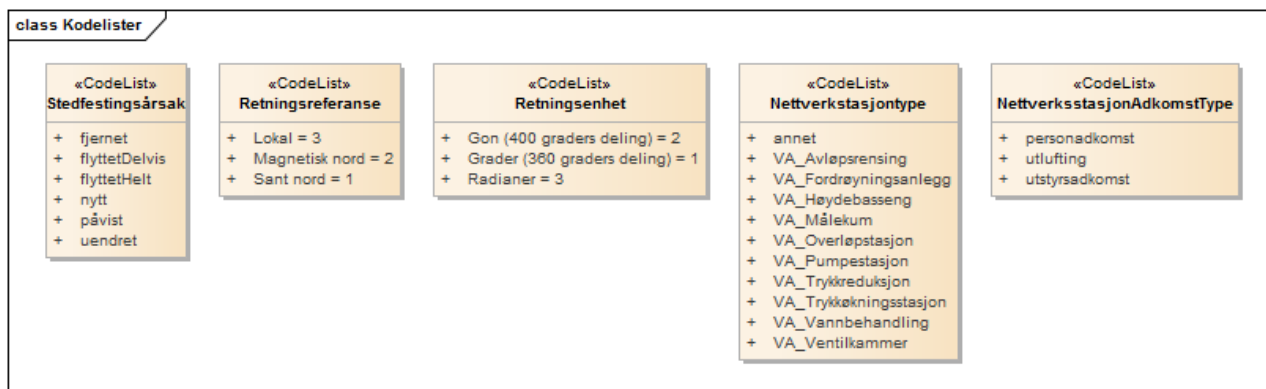 class Kodelister
«CodeList»
Stedfestingsårsak
+ fjernet
+ flyttetDelvis
+ flyttetHelt
+ nytt
+ påvist
+ uendret
«CodeList»
Retningsreferanse
+ Lokal = 3
+ Magnetisk nord = 2
+ Sant nord = 1
«CodeList»
Retningsenhet
+ Gon (400 graders deling) = 2
+ Grader (360 graders deling) = 1
+ Radianer = 3
«CodeList»
Nettverkstasjontype
+ annet
+ VA_Avløpsrensing
+ VA_Fordrøyningsanlegg
+ VA_Høydebasseng
+ VA_Målekum
+ VA_Overløpstasjon
+ VA_Pumpestasjon
+ VA_Trykkreduksjon
+ VA_Trykkøkningsstasjon
+ VA_Vannbehandling
+ VA_Ventilkammer
«CodeList»
NettverksstasjonAdkomstType
+ personadkomst
+ utlufting
+ utstyrsadkomst